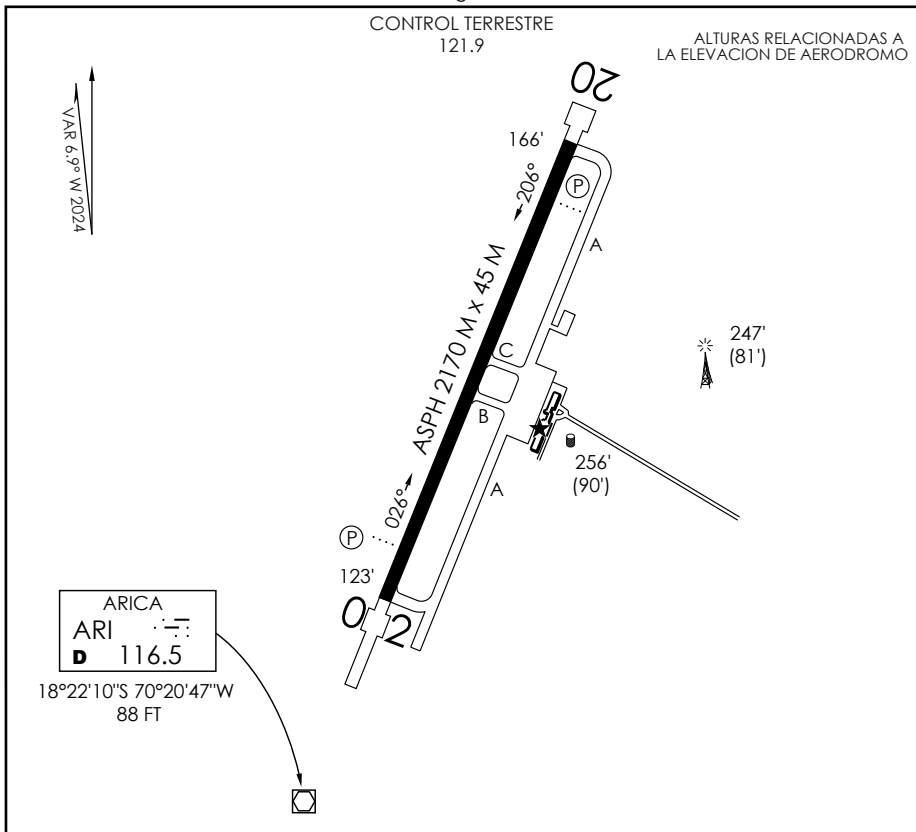 CONTROL TERRESTRE
121.9
ALTURAS RELACIONADAS A
LA ELEVACION DE AERODROMO
VAR 6.9° W 2024
20
166'
206°
P
A
ASPH 2170 M x 45 M
C
247'
(81')
B
256'
(90')
A
026°
P
123'
02
ARICA
ARI
D 116.5
18°22'10"S 70°20'47"W
88 FT